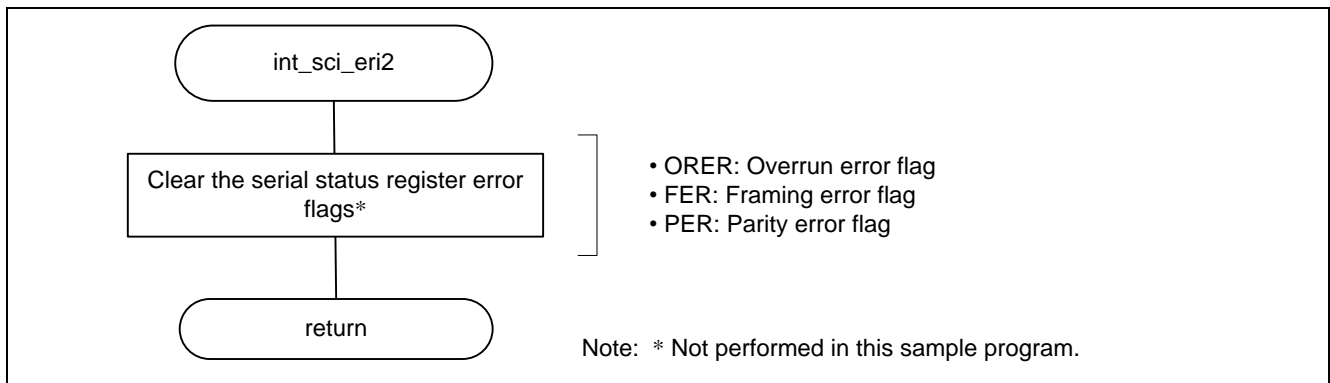 int_sci_eri2
Clear the serial status register error
flags*
• ORER: Overrun error flag
• FER: Framing error flag
• PER: Parity error flag
return
Note: * Not performed in this sample program.